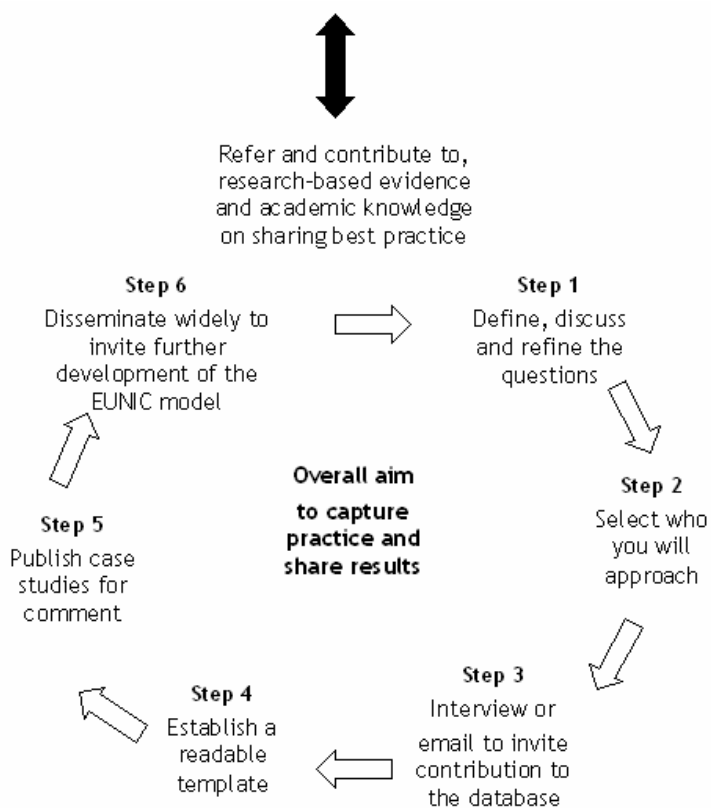 Refer and contribute to,
research-based evidence
and academic knowledge
on sharing best practice
Step 1
Define, discuss
and refine the
questions
Step 2
Select who
you will
approach
Step 3
Interview or
email to invite
contribution to
the database
Step 4
Establish a
readable
template
Step 5
Publish case
studies for
comment
Step 6
Disseminate widely to
invite further
development of the
EUNIC model
Overall aim
to capture
practice and
share results